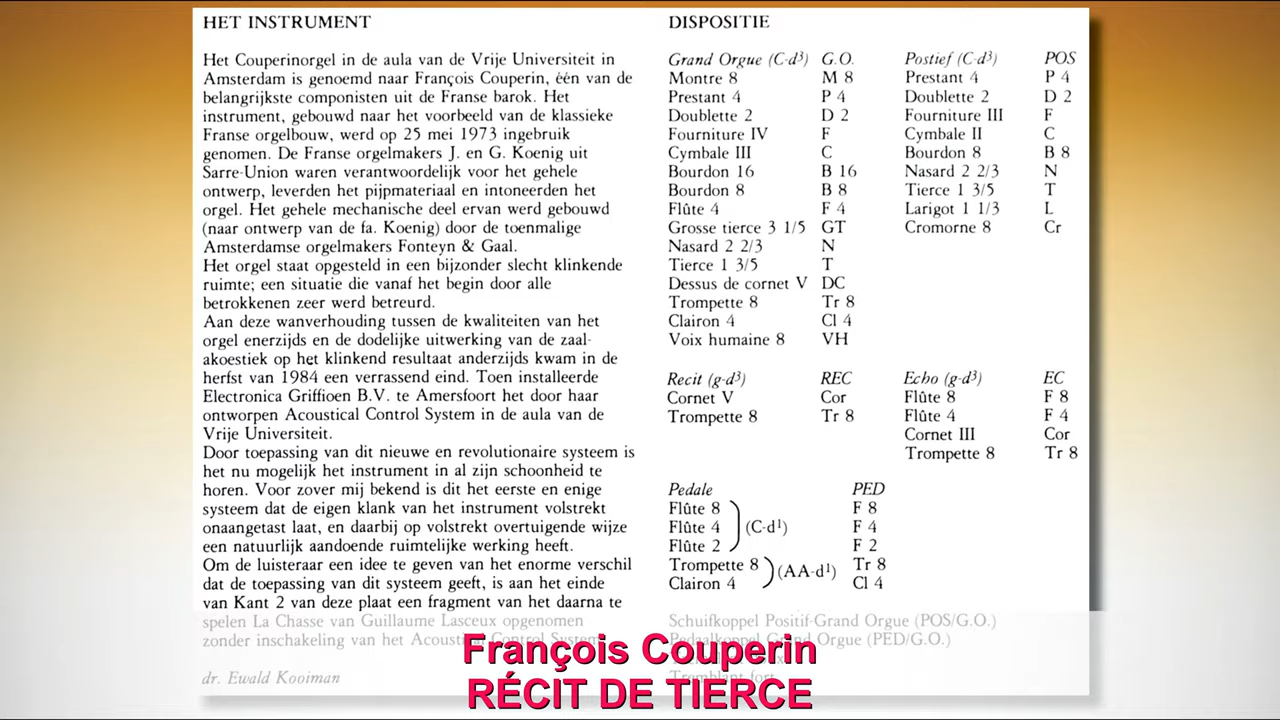 HET INSTRUMENT
Het Couperinorgel in de aula van de Vrije Universiteit in
Amsterdam is genoemd naar François Couperin, één van de
belangrijkste componisten uit de Franse barok. Het
instrument, gebouwd naar het voorbeeld van de klassieke
Franse orgelbouw, werd op 25 mei 1973 ingebruik
genomen. De Franse orgelmakers J. en G. Koenig uit
Sarre-Union waren verantwoordelijk voor het gehele
ontwerp, leverden het pijpmateriaal en intoneerden het
orgel. Het gehele mechanische deel ervan werd gebouwd
(naar ontwerp van de fa. Koenig) door de toenmalige
Amsterdamse orgelmakers Fonteyn & Gaal.
Het orgel staat opgesteld in een bijzonder slecht klinkende
ruimte; een situatie die vanaf het begin door alle
betrokkenen zeer werd betreurd.
Aan deze wanverhouding tussen de kwaliteiten van het
orgel enerzijds en de dodelijke uitwerking van de zaal-
akoestiek op het klinkend resultaat anderzijds kwam in de
herfst van 1984 een verrassend eind. Toen installeerde
Electronica Griffioen B.V. te Amersfoort het door haar
ontworpen Acoustical Control System in de aula van de
Vrije Universiteit.
Door toepassing van dit nieuwe en revolutionaire systeem is
het nu mogelijk het instrument in al zijn schoonheid te
horen. Voor zover mij bekend is dit het eerste en enige
systeem dat de eigen klank van het instrument volstrekt
onaangetast laat, en daarbij op volstrekt overtuigende wijze
een natuurlijk aandoende ruimtelijke werking heeft.
Om de luisteraar een idee te geven van het enorme verschil
dat de toepassing van dit systeem geeft, is aan het einde
van Kant 2 van deze plaat een fragment van het daarna te
spelen La Chasse van Guillaume Lasceux opgenomen
zonder inschakeling van het Acoustical Control System.
dr. Ewald Kooiman
DISPOSITIE
Grand Orgue (C-d³) G.O.
Montre 8 M 8
Prestant 4 P 4
Doublette 2 D 2
Fourniture IV F
Cymbale III C
Bourdon 16 B 16
Bourdon 8 B 8
Flûte 4 F 4
Grosse tierce 3 1/5 GT
Nasard 2 2/3 N
Tierce 1 3/5 T
Dessus de cornet V DC
Trompette 8 Tr 8
Clairon 4 Cl 4
Voix humaine 8 VH
Postief (C-d³) POS
Prestant 4 P 4
Doublette 2 D 2
Fourniture III F
Cymbale II C
Bourdon 8 B 8
Nasard 2 2/3 N
Tierce 1 3/5 T
Larigot 1 1/3 L
Cromorne 8 Cr
Recit (g-d³) REC
Cornet V Cor
Trompette 8 Tr 8
Echo (g-d³) EC
Flûte 8 F 8
Flûte 4 F 4
Cornet III Cor
Trompette 8 Tr 8
Pedale PED
Flûte 8 F 8
Flûte 4 (C-d¹) F 4
Flûte 2 F 2
Trompette 8 (AA-d¹) Tr 8
Clairon 4 Cl 4
Schuifkoppel Positif-Grand Orgue (POS/G.O.)
Pedaalkoppel Grand Orgue (PED/G.O.)
Tremblant fort
François Couperin
RÉCIT DE TIERCE